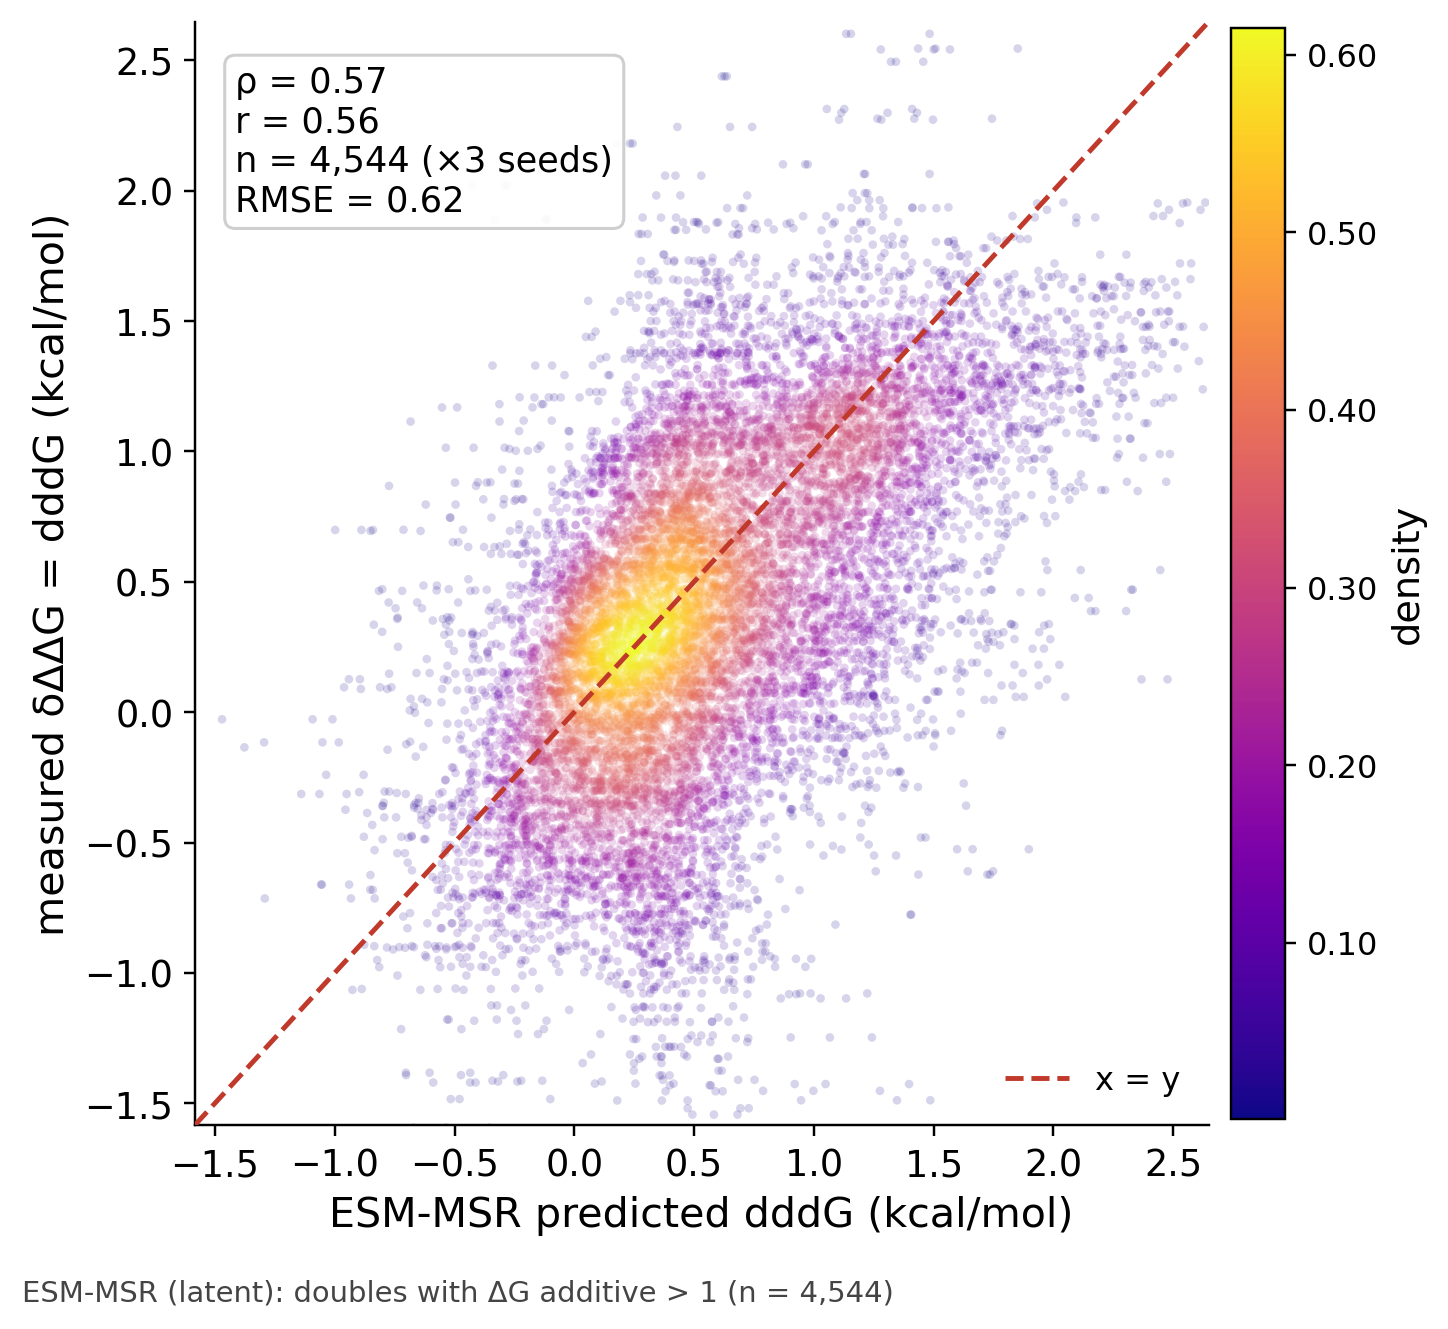 ρ = 0.57
r = 0.56
n = 4,544 (×3 seeds)
RMSE = 0.62
2.5
2.0
1.5
1.0
0.5
0.0
−0.5
−1.0
−1.5
measured δΔΔG = dddG (kcal/mol)
−1.5 −1.0 −0.5 0.0 0.5 1.0 1.5 2.0 2.5
ESM-MSR predicted dddG (kcal/mol)
x = y
0.60
0.50
0.40
0.30
0.20
0.10
density
ESM-MSR (latent): doubles with ΔG additive > 1 (n = 4,544)